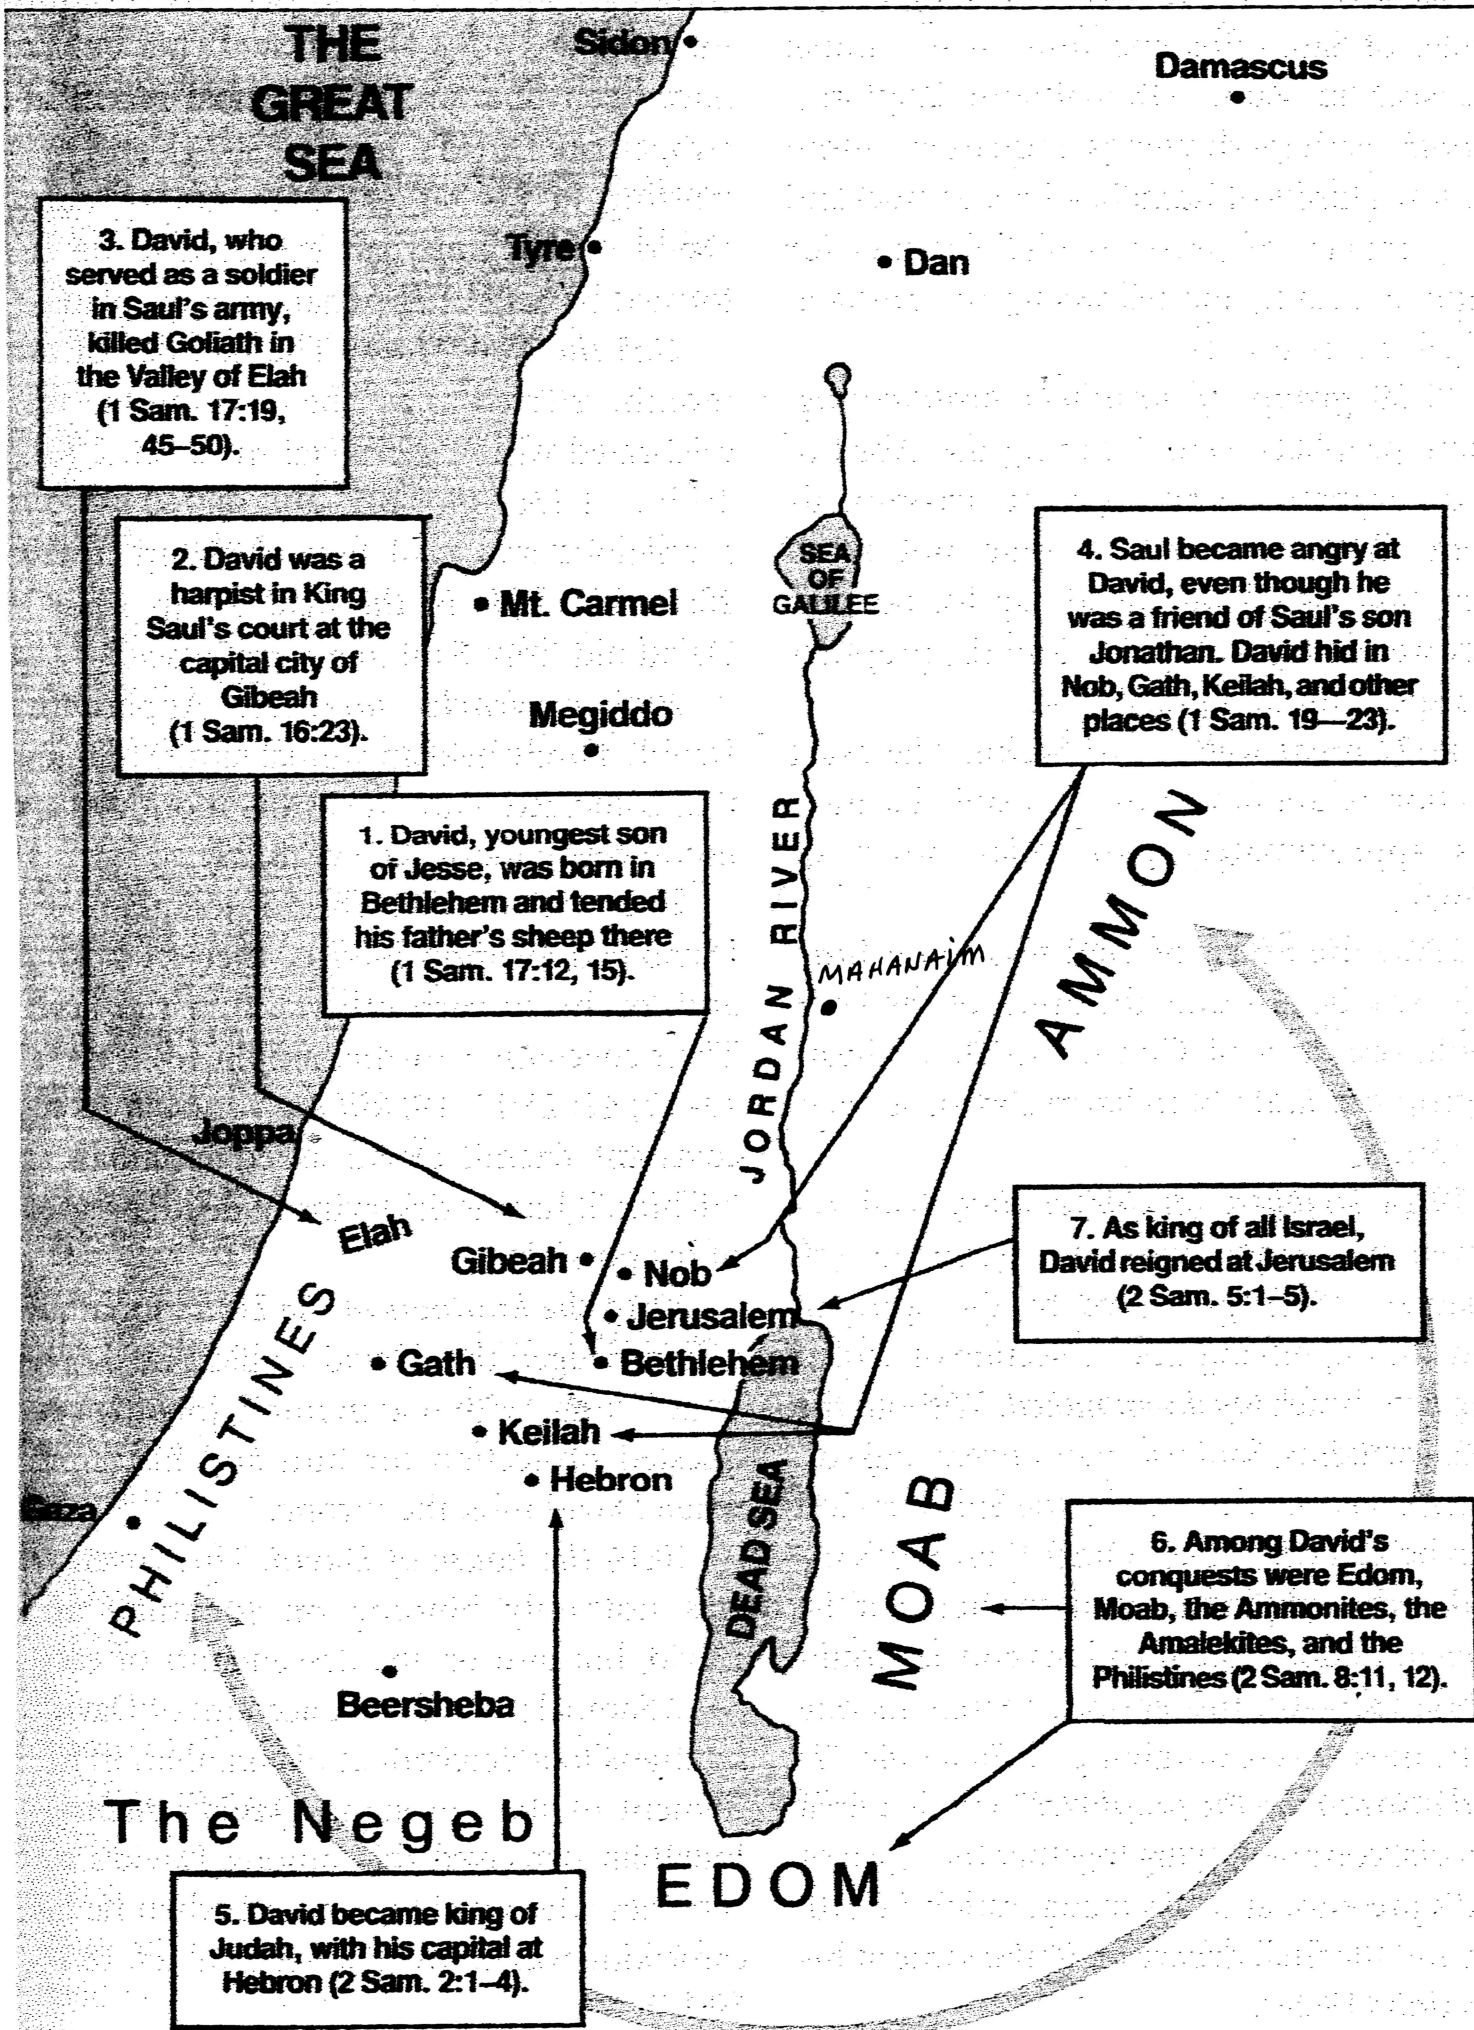 THE
GREAT
SEA
Sidon
Damascus
Tyre
Dan
3. David, who
served as a soldier
in Saul's army,
killed Goliath in
the Valley of Elah
(1 Sam. 17:19,
45–50).
2. David was a
harpist in King
Saul's court at the
capital city of
Gibeah
(1 Sam. 16:23).
Mt. Carmel
SEA
OF
GALILEE
4. Saul became angry at
David, even though he
was a friend of Saul's son
Jonathan. David hid in
Nob, Gath, Keilah, and other
places (1 Sam. 19—23).
Megiddo
1. David, youngest son
of Jesse, was born in
Bethlehem and tended
his father's sheep there
(1 Sam. 17:12, 15).
JORDAN RIVER
MAHANAIM
AMMON
Joppa
Elah
Gibeah
Nob
Jerusalem
Bethlehem
Gath
Keilah
Hebron
7. As king of all Israel,
David reigned at Jerusalem
(2 Sam. 5:1–5).
PHILISTINES
Gaza
DEAD SEA
MOAB
6. Among David's
conquests were Edom,
Moab, the Ammonites, the
Amalekites, and the
Philistines (2 Sam. 8:11, 12).
Beersheba
The Negeb
EDOM
5. David became king of
Judah, with his capital at
Hebron (2 Sam. 2:1–4).